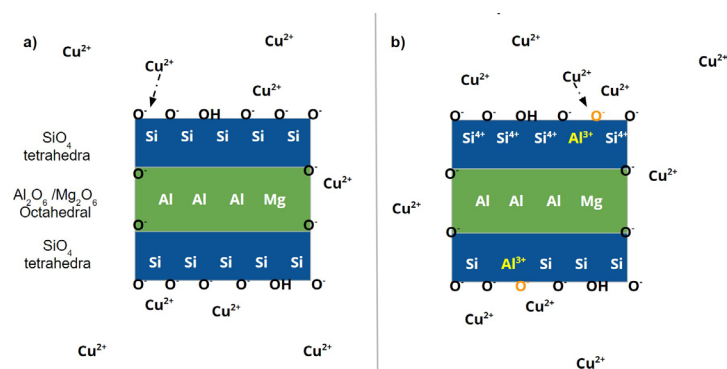 a)
Cu²⁺
Cu²⁺
Cu²⁺
Cu²⁺
O⁻ O⁻ OH O⁻ O⁻ O⁻
Si Si Si Si Si
SiO₄
tetrahedra
O⁻
Cu²⁺
Al₂O₆ /Mg₂O₆
Octahedral
Al Al Al Mg
O⁻ O⁻
SiO₄
tetrahedra
Si Si Si Si Si
O⁻ O⁻ O⁻ O⁻ OH O⁻
Cu²⁺ Cu²⁺
Cu²⁺ Cu²⁺
b)
Cu²⁺
Cu²⁺
Cu²⁺
Cu²⁺ Cu²⁺
O⁻ O⁻ OH O⁻ O⁻ O⁻
Si⁴⁺ Si⁴⁺ Si⁴⁺ Al³⁺ Si⁴⁺
O⁻ O⁻
Cu²⁺
Al Al Al Mg
Cu²⁺
O⁻ O⁻
Si Al³⁺ Si Si Si
O⁻ O⁻ O⁻ O⁻ OH O⁻
Cu²⁺
Cu²⁺
Cu²⁺